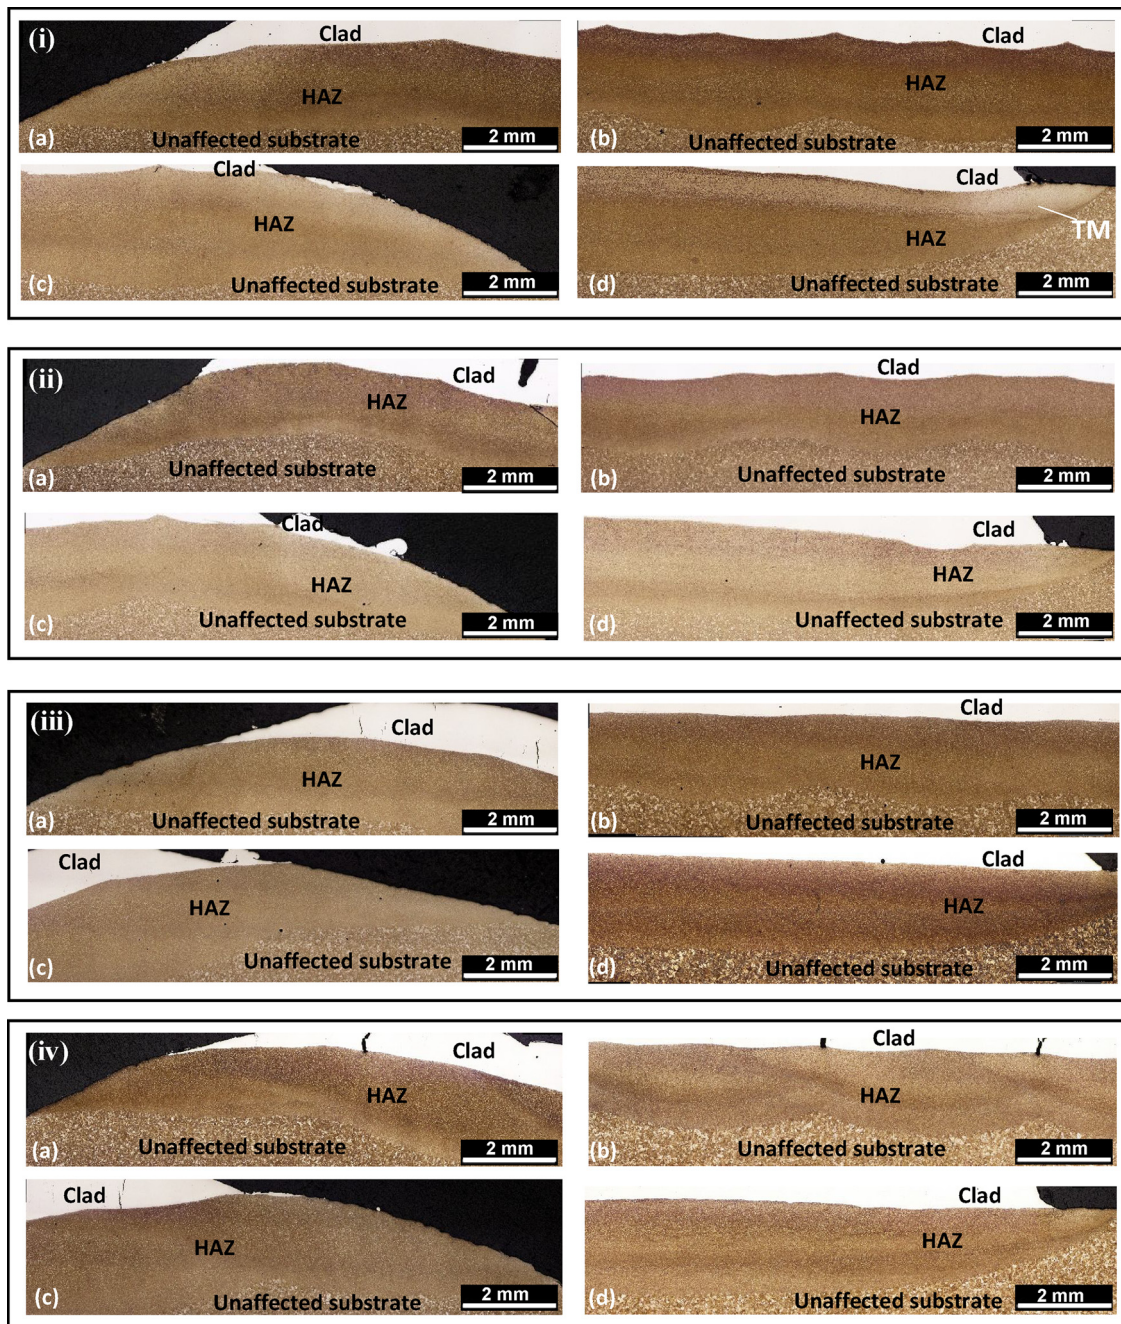 (i)
Clad
HAZ
Unaffected substrate
(a)
2 mm
Clad
HAZ
Unaffected substrate
(b)
2 mm
Clad
HAZ
Unaffected substrate
(c)
2 mm
Clad
TM
HAZ
Unaffected substrate
(d)
2 mm
(ii)
Clad
HAZ
Unaffected substrate
(a)
2 mm
Clad
HAZ
Unaffected substrate
(b)
2 mm
Clad
HAZ
Unaffected substrate
(c)
2 mm
Clad
HAZ
Unaffected substrate
(d)
2 mm
(iii)
Clad
HAZ
Unaffected substrate
(a)
2 mm
Clad
HAZ
Unaffected substrate
(b)
2 mm
Clad
HAZ
Unaffected substrate
(c)
2 mm
Clad
HAZ
Unaffected substrate
(d)
2 mm
(iv)
Clad
HAZ
Unaffected substrate
(a)
2 mm
Clad
HAZ
Unaffected substrate
(b)
2 mm
Clad
HAZ
Unaffected substrate
(c)
2 mm
Clad
HAZ
Unaffected substrate
(d)
2 mm